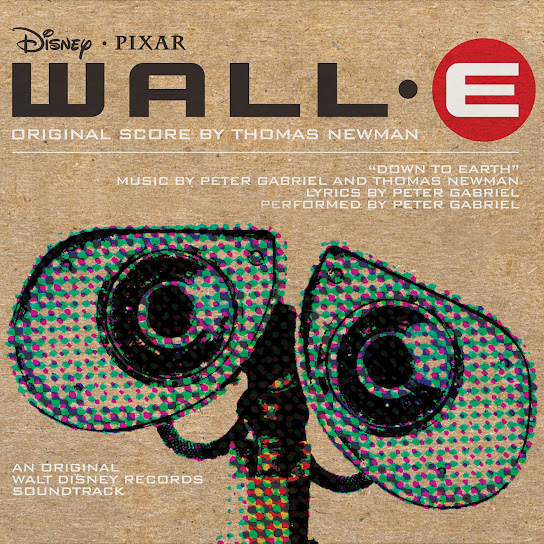 Disney · PIXAR
WALL·E
ORIGINAL SCORE BY THOMAS NEWMAN
“DOWN TO EARTH”
MUSIC BY PETER GABRIEL AND THOMAS NEWMAN
LYRICS BY PETER GABRIEL
PERFORMED BY PETER GABRIEL
AN ORIGINAL
WALT DISNEY RECORDS
SOUNDTRACK